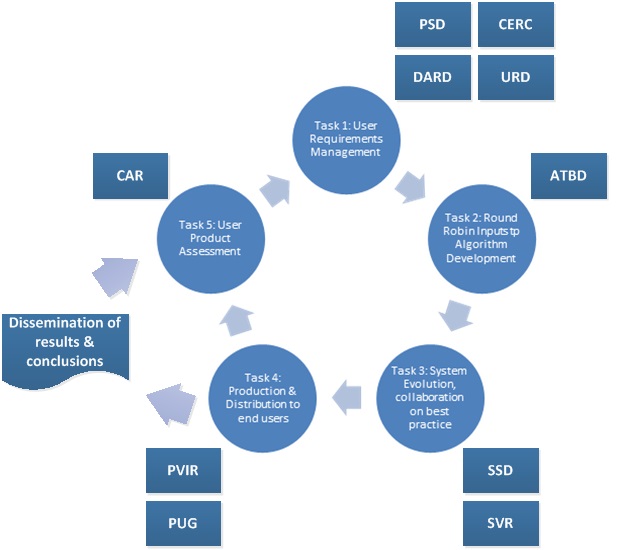 PSD
CERC
DARD
URD
Task 1: User
Requirements
Management
CAR
ATBD
Task 5: User
Product
Assessment
Task 2: Round
Robin Inputs tp
Algorithm
Development
Dissemination of
results &
conclusions
Task 4:
Production &
Distribution to
end users
Task 3: System
Evolution,
collaboration
on best
practice
PVIR
PUG
SSD
SVR